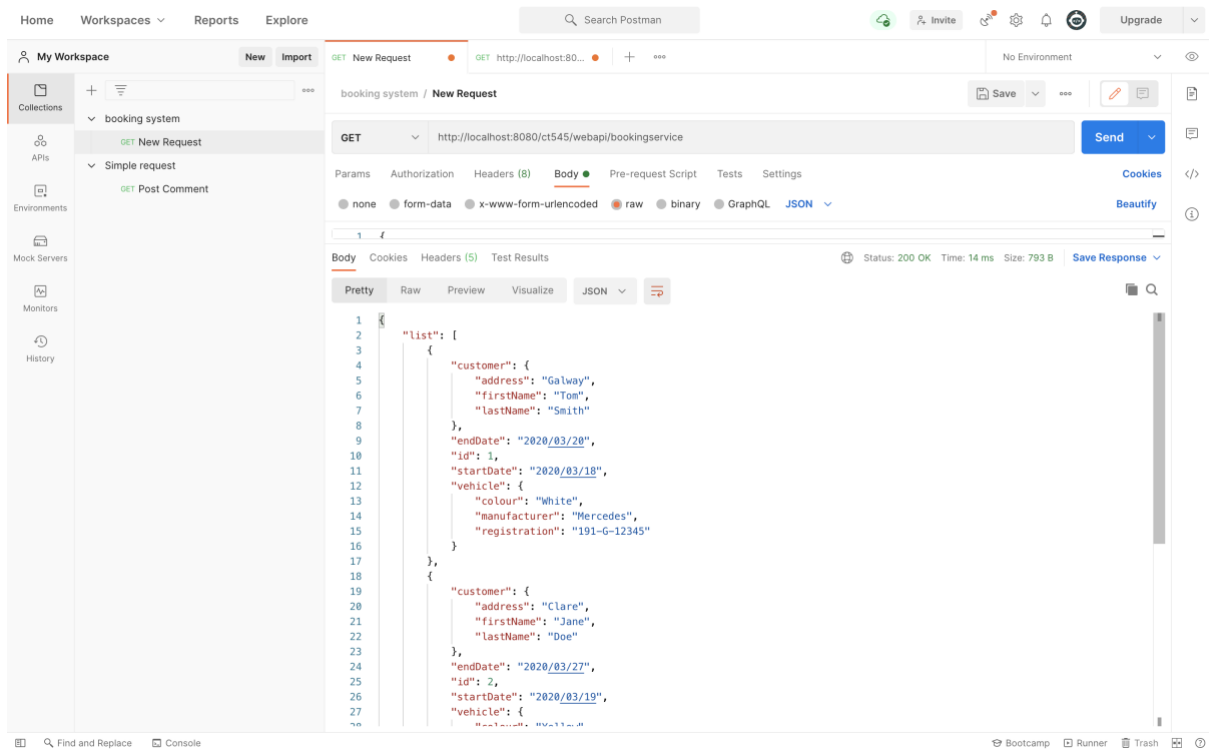 Home Workspaces Reports Explore Search Postman Invite Upgrade
My Workspace New Import GET New Request GET http://localhost:80... No Environment
Collections
APIs
Environments
Mock Servers
Monitors
History
booking system
GET New Request
Simple request
GET Post Comment
booking system / New Request Save
GET http://localhost:8080/ct545/webapi/bookingservice Send
Params Authorization Headers (8) Body Pre-request Script Tests Settings Cookies
none form-data x-www-form-urlencoded raw binary GraphQL JSON Beautify
1 {
Body Cookies Headers (5) Test Results Status: 200 OK Time: 14 ms Size: 793 B Save Response
Pretty Raw Preview Visualize JSON
1 {
2 "list": [
3 {
4 "customer": {
5 "address": "Galway",
6 "firstName": "Tom",
7 "lastName": "Smith"
8 },
9 "endDate": "2020/03/20",
10 "id": 1,
11 "startDate": "2020/03/18",
12 "vehicle": {
13 "colour": "White",
14 "manufacturer": "Mercedes",
15 "registration": "191-G-12345"
16 }
17 },
18 {
19 "customer": {
20 "address": "Clare",
21 "firstName": "Jane",
22 "lastName": "Doe"
23 },
24 "endDate": "2020/03/27",
25 "id": 2,
26 "startDate": "2020/03/19",
27 "vehicle": {
28 "colour": "Yellow",
Find and Replace Console Bootcamp Runner Trash